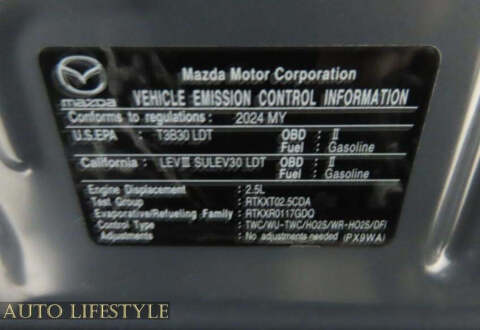 Mazda Motor Corporation
mazda
VEHICLE EMISSION CONTROL INFORMATION
Conforms to regulations: 2024 MY
U.S.EPA : T3B30 LDT OBD : II
Fuel : Gasoline
California : LEVIII SULEV30 LDT OBD : II
Fuel : Gasoline
Engine Displacement : 2.5L
Test Group : RTKXT02.5CDA
Evaporative/Refueling Family : RTKXR0117GDO
Control Type : TWC/WU-TWC/HO2S/WR-HO2S/DFI
No adjustments needed (PX9WA)
Adjustments :
AUTO LIFESTYLE